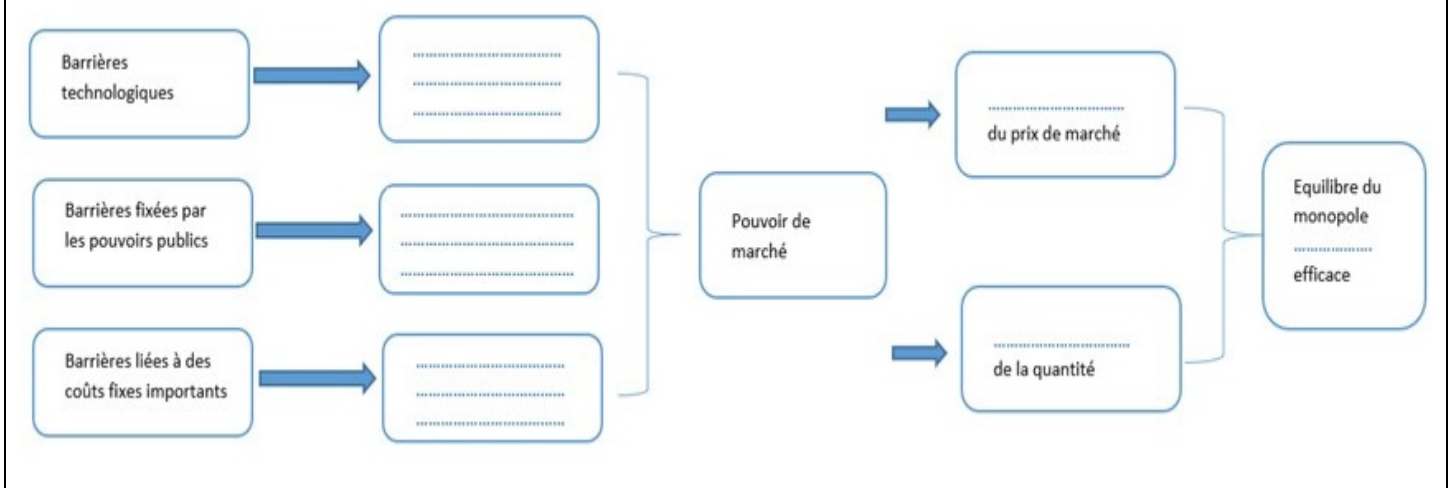 Barrières
technologiques
……………………………
……………………………
……………………………
Barrières fixées par
les pouvoirs publics
…………………………………
…………………………………
…………………………………
Barrières liées à des
coûts fixes importants
……………………………
……………………………
……………………………
Pouvoir de
marché
……………………………
du prix de marché
……………………………
de la quantité
Equilibre du
monopole
………………
efficace